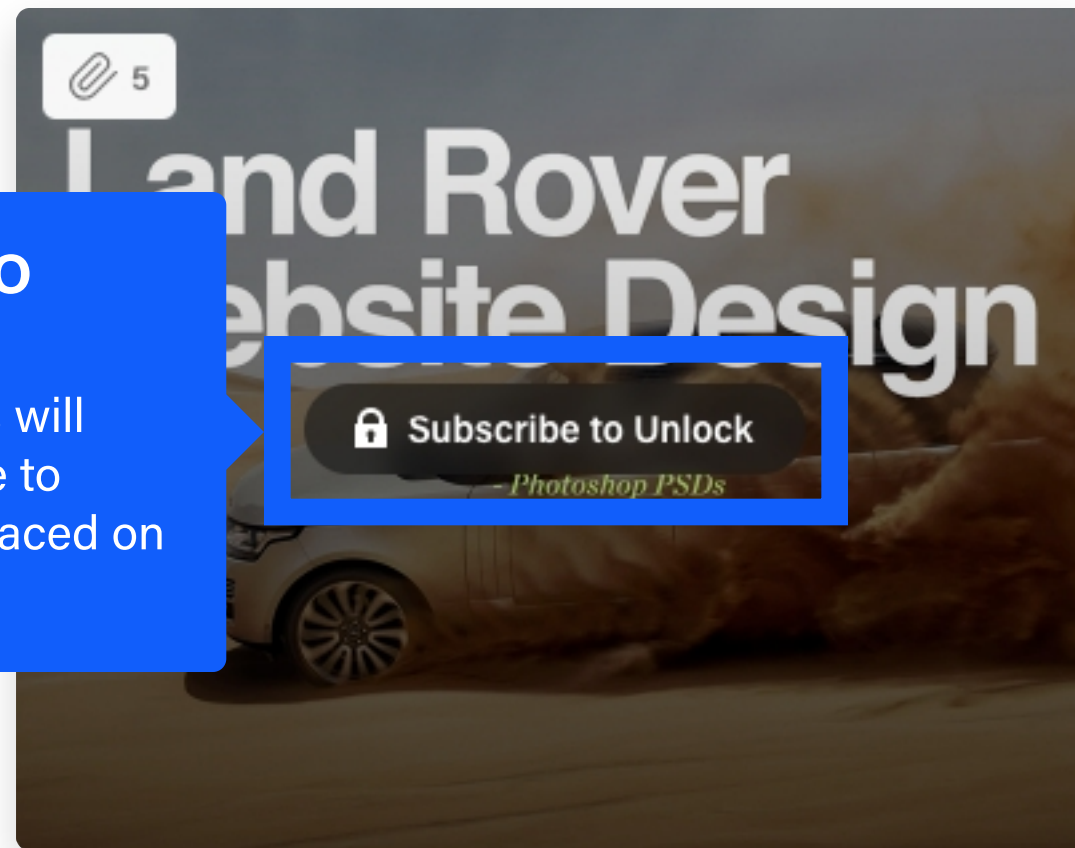 5
Land Rover
ebsite Design
o
will
e to
aced on
Subscribe to Unlock
- Photoshop PSDs